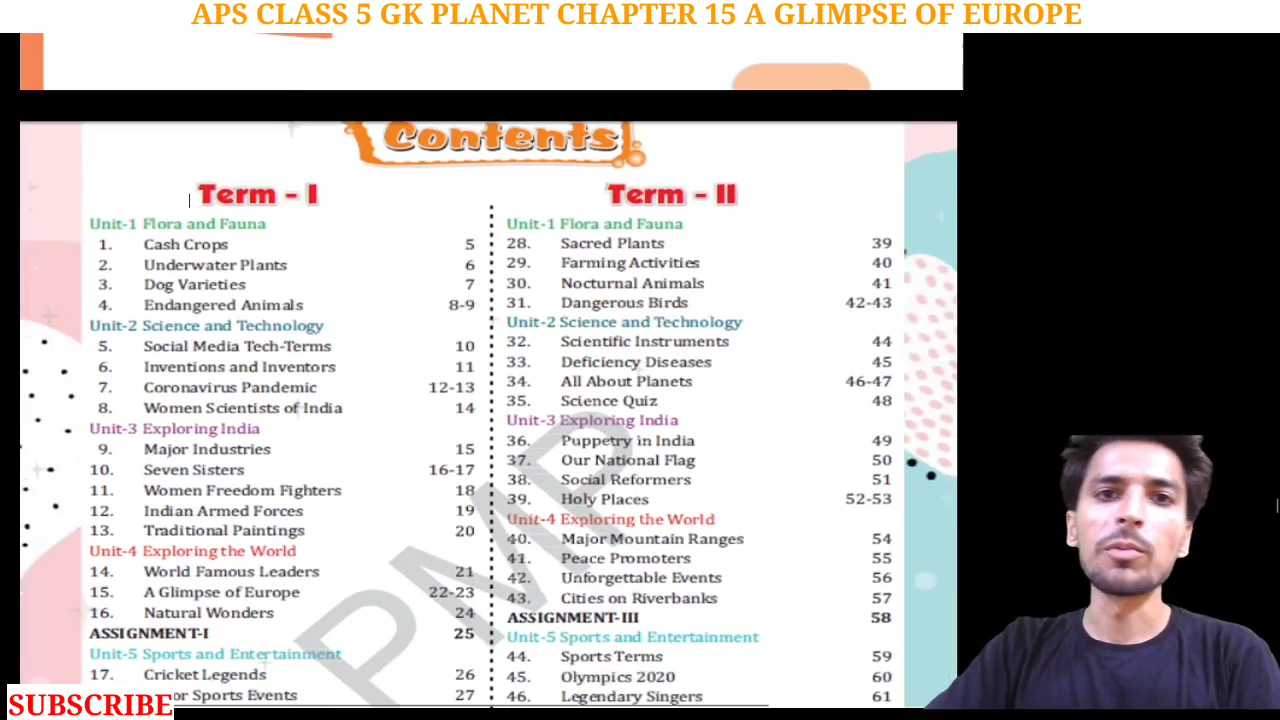 APS CLASS 5 GK PLANET CHAPTER 15 A GLIMPSE OF EUROPE
Contents
Term - I
Unit-1 Flora and Fauna
1. Cash Crops 5
2. Underwater Plants 6
3. Dog Varieties 7
4. Endangered Animals 8-9
Unit-2 Science and Technology
5. Social Media Tech-Terms 10
6. Inventions and Inventors 11
7. Coronavirus Pandemic 12-13
8. Women Scientists of India 14
Unit-3 Exploring India
9. Major Industries 15
10. Seven Sisters 16-17
11. Women Freedom Fighters 18
12. Indian Armed Forces 19
13. Traditional Paintings 20
Unit-4 Exploring the World
14. World Famous Leaders 21
15. A Glimpse of Europe 22-23
16. Natural Wonders 24
ASSIGNMENT-I 25
Unit-5 Sports and Entertainment
17. Cricket Legends 26
Sports Events 27
Term - II
Unit-1 Flora and Fauna
28. Sacred Plants 39
29. Farming Activities 40
30. Nocturnal Animals 41
31. Dangerous Birds 42-43
Unit-2 Science and Technology
32. Scientific Instruments 44
33. Deficiency Diseases 45
34. All About Planets 46-47
35. Science Quiz 48
Unit-3 Exploring India
36. Puppetry in India 49
37. Our National Flag 50
38. Social Reformers 51
39. Holy Places 52-53
Unit-4 Exploring the World
40. Major Mountain Ranges 54
41. Peace Promoters 55
42. Unforgettable Events 56
43. Cities on Riverbanks 57
ASSIGNMENT-III 58
Unit-5 Sports and Entertainment
44. Sports Terms 59
45. Olympics 2020 60
46. Legendary Singers 61
PMP
SUBSCRIBE